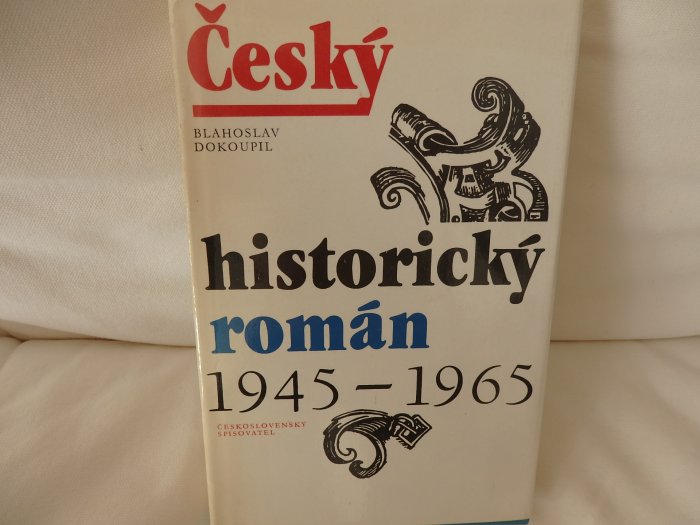 Český
BLAHOSLAV
DOKOUPIL
historický
román
1945 – 1965
ČESKOSLOVENSKÝ
SPISOVATEL